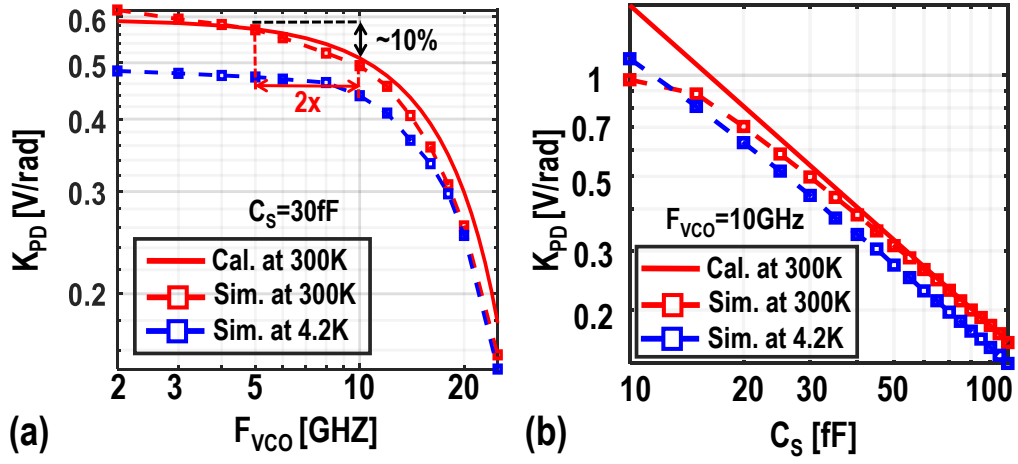 0.6
0.5
0.4
0.3
0.2
K_PD [V/rad]
~10%
2x
C_S=30fF
Cal. at 300K
Sim. at 300K
Sim. at 4.2K
2 3 5 10 20
(a) F_VCO [GHZ]
1
0.7
0.5
0.3
0.2
K_PD [V/rad]
F_VCO=10GHz
Cal. at 300K
Sim. at 300K
Sim. at 4.2K
10 20 30 50 100
(b) C_S [fF]